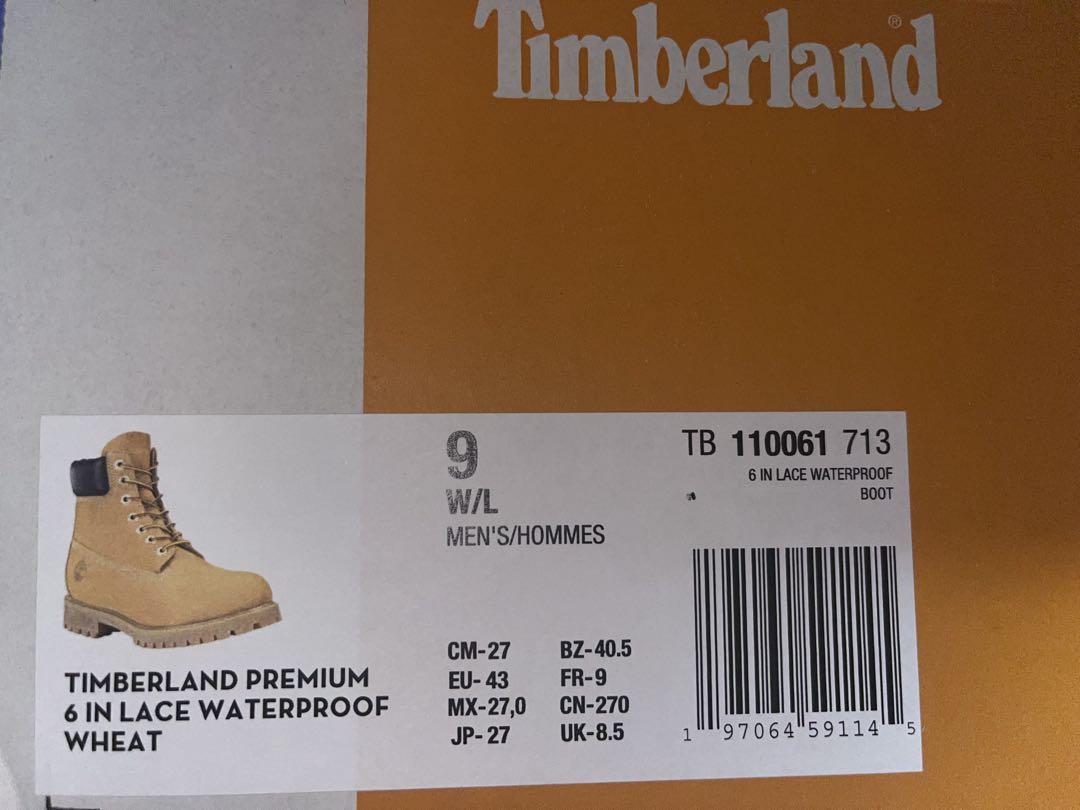 Timberland®
TIMBERLAND PREMIUM
6 IN LACE WATERPROOF
WHEAT
9
W/L
MEN'S/HOMMES
CM-27 BZ-40.5
EU-43 FR-9
MX-27,0 CN-270
JP-27 UK-8.5
TB 110061 713
6 IN LACE WATERPROOF
BOOT
1 97064 59114 5